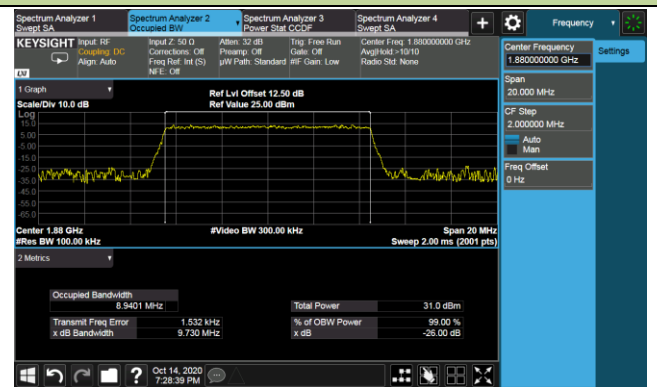 Spectrum Analyzer 1
Swept SA
Spectrum Analyzer 2
Occupied BW
Spectrum Analyzer 3
Power Stat CCDF
Spectrum Analyzer 4
Swept SA
+
Frequency
KEYSIGHT
LXI
Input: RF
Coupling: DC
Align: Auto
Input Z: 50 Ω
Corrections: Off
Freq Ref: Int (S)
NFE: Off
Atten: 32 dB
Preamp: Off
µW Path: Standard
Trig: Free Run
Gate: Off
#IF Gain: Low
Center Freq: 1.880000000 GHz
Avg|Hold:>10/10
Radio Std: None
Center Frequency
1.880000000 GHz
Settings
Span
20.000 MHz
CF Step
2.000000 MHz
Auto
Man
Freq Offset
0 Hz
1 Graph
Scale/Div 10.0 dB
Ref Lvl Offset 12.50 dB
Ref Value 25.00 dBm
Log
15.0
5.00
-5.00
-15.0
-25.0
-35.0
-45.0
-55.0
-65.0
Center 1.88 GHz
#Video BW 300.00 kHz
Span 20 MHz
#Res BW 100.00 kHz
Sweep 2.00 ms (2001 pts)
2 Metrics
Occupied Bandwidth
8.9401 MHz
Total Power 31.0 dBm
Transmit Freq Error 1.532 kHz
% of OBW Power 99.00 %
x dB Bandwidth 9.730 MHz
x dB -26.00 dB
?
Oct 14, 2020
7:28:39 PM